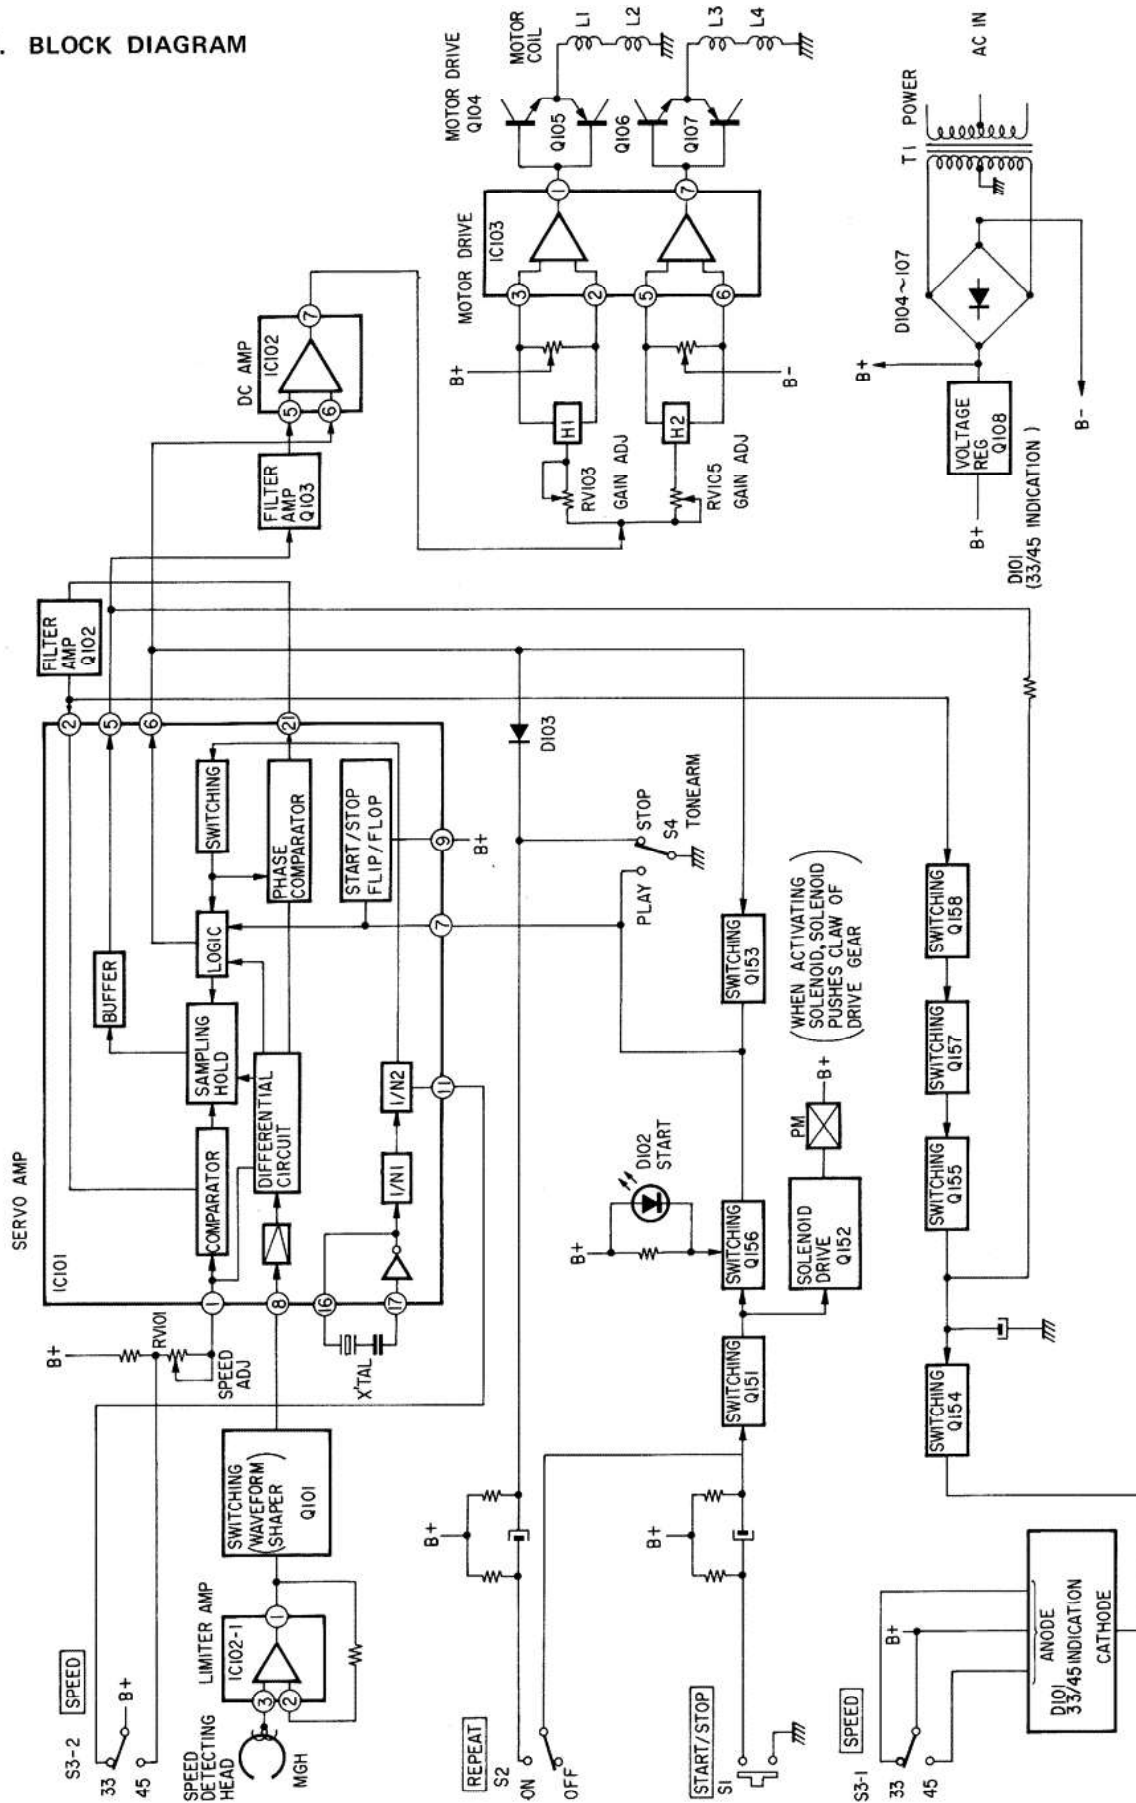 . BLOCK DIAGRAM
SERVO AMP
IC101
FILTER
AMP
Q102
FILTER
AMP
Q103
DC AMP
IC102
5
6
7
MOTOR DRIVE
IC103
3
2
5
6
1
7
MOTOR DRIVE
Q104
Q105
Q106
Q107
MOTOR
COIL
L1
L2
L3
L4
B+
B-
H1
H2
RV103
GAIN ADJ
RV105
GAIN ADJ
T1 POWER
AC IN
D104~107
B+
B-
VOLTAGE
REG
Q108
B+
D101
(33/45 INDICATION )
2
5
6
21
9
B+
7
11
1
8
16
17
SWITCHING
LOGIC
PHASE
COMPARATOR
START/STOP
FLIP/FLOP
BUFFER
SAMPLING
HOLD
COMPARATOR
DIFFERENTIAL
CIRCUIT
1/N1
1/N2
B+
RV101
SPEED
ADJ
X'TAL
SWITCHING
(WAVEFORM
SHAPER)
Q101
LIMITER AMP
IC102-1
1
3
2
SPEED
DETECTING
HEAD
MGH
S3-2
SPEED
33
45
B+
D103
STOP
S4
TONEARM
PLAY
SWITCHING
Q153
(WHEN ACTIVATING
SOLENOID, SOLENOID
PUSHES CLAW OF
DRIVE GEAR)
PM
B+
D102
START
B+
SWITCHING
Q156
SOLENOID
DRIVE
Q152
SWITCHING
Q151
B+
REPEAT
S2
ON
OFF
B+
START/STOP
S1
SWITCHING
Q158
SWITCHING
Q157
SWITCHING
Q155
SWITCHING
Q154
S3-1
SPEED
33
45
B+
ANODE
D101
33/45 INDICATION
CATHODE